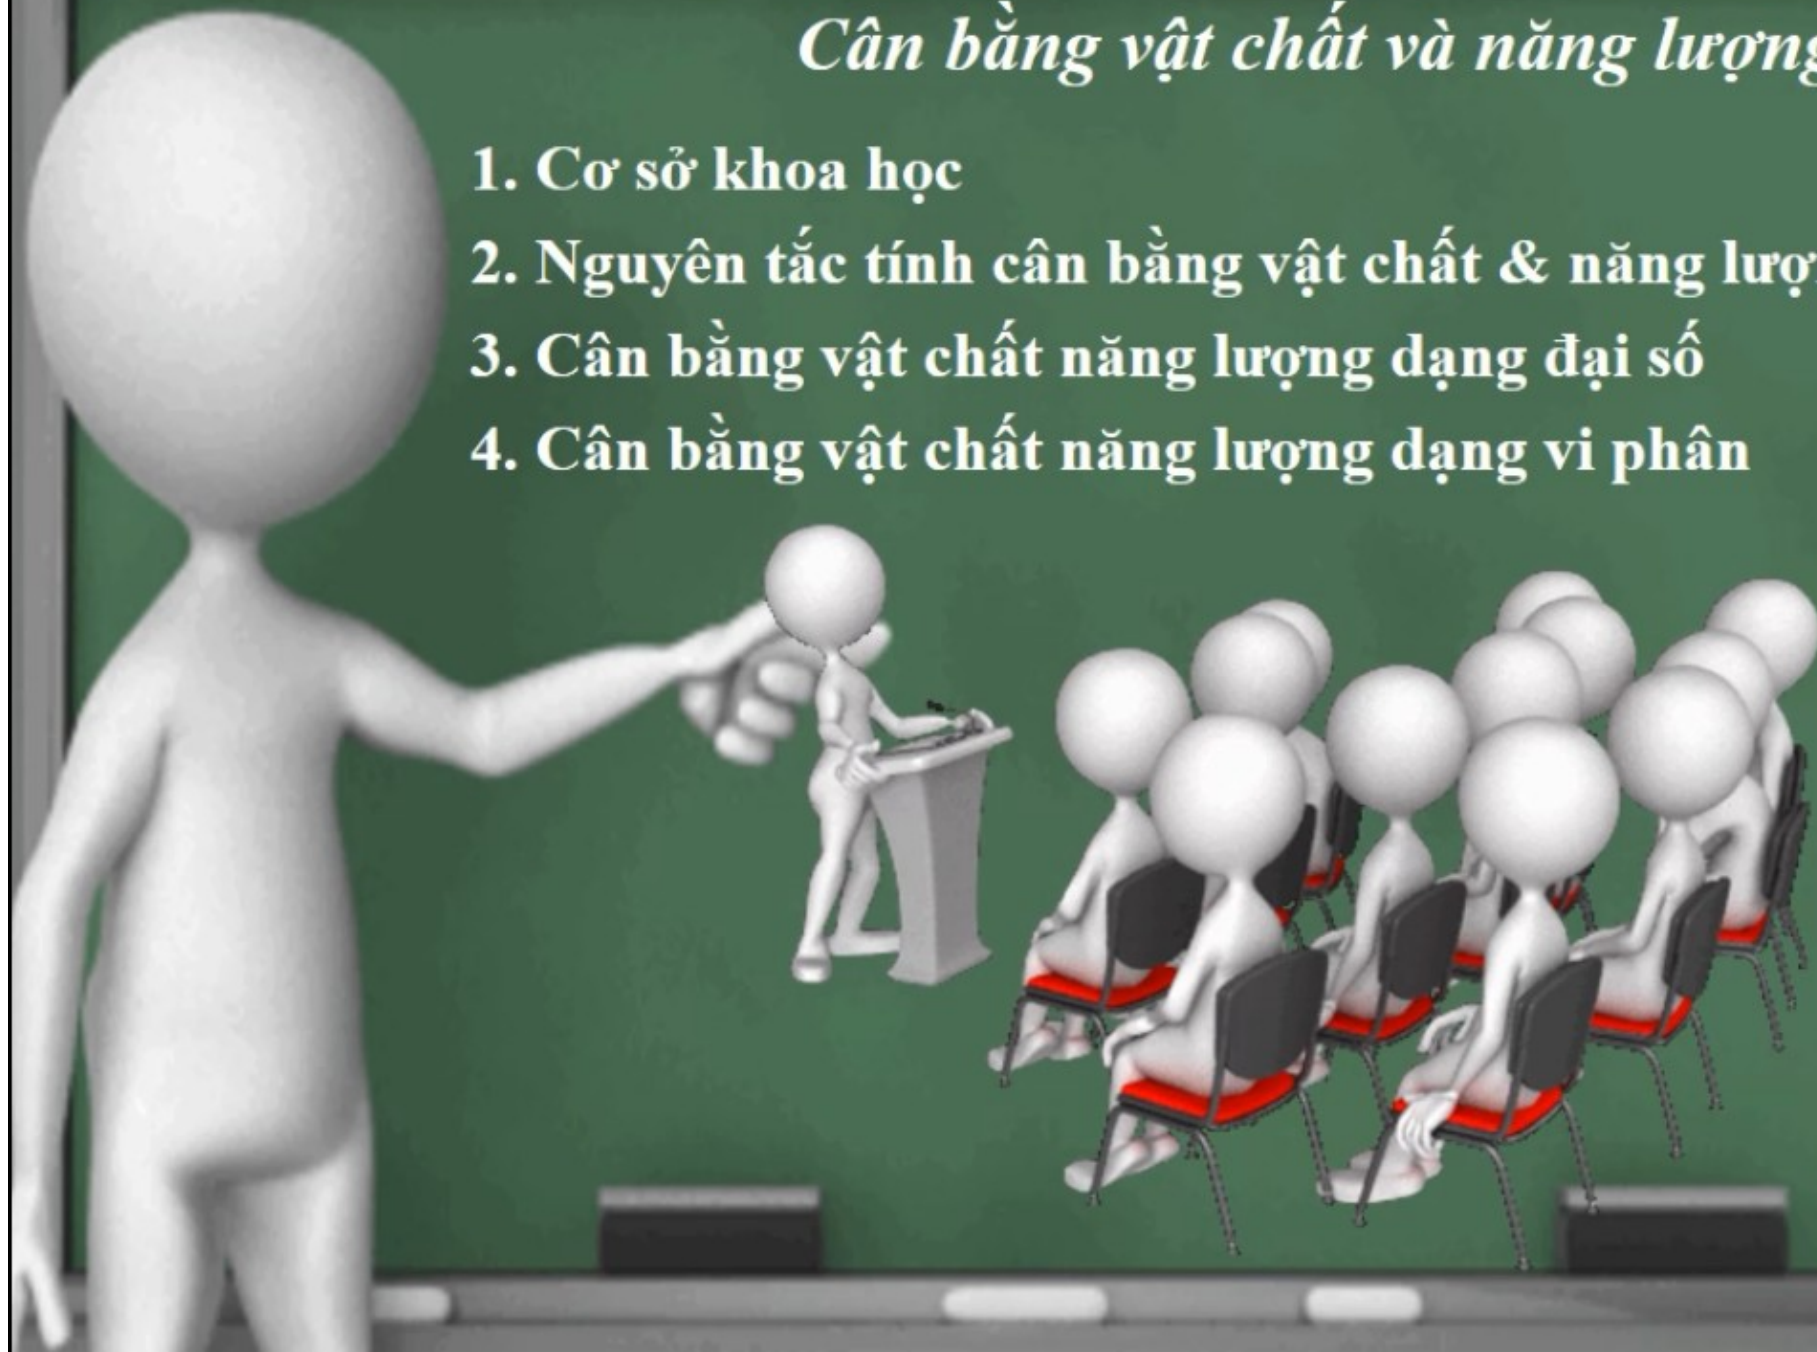 Cân bằng vật chất và năng lượng
1. Cơ sở khoa học
2. Nguyên tắc tính cân bằng vật chất & năng
3. Cân bằng vật chất năng lượng dạng đại số
4. Cân bằng vật chất năng lượng dạng vi phân